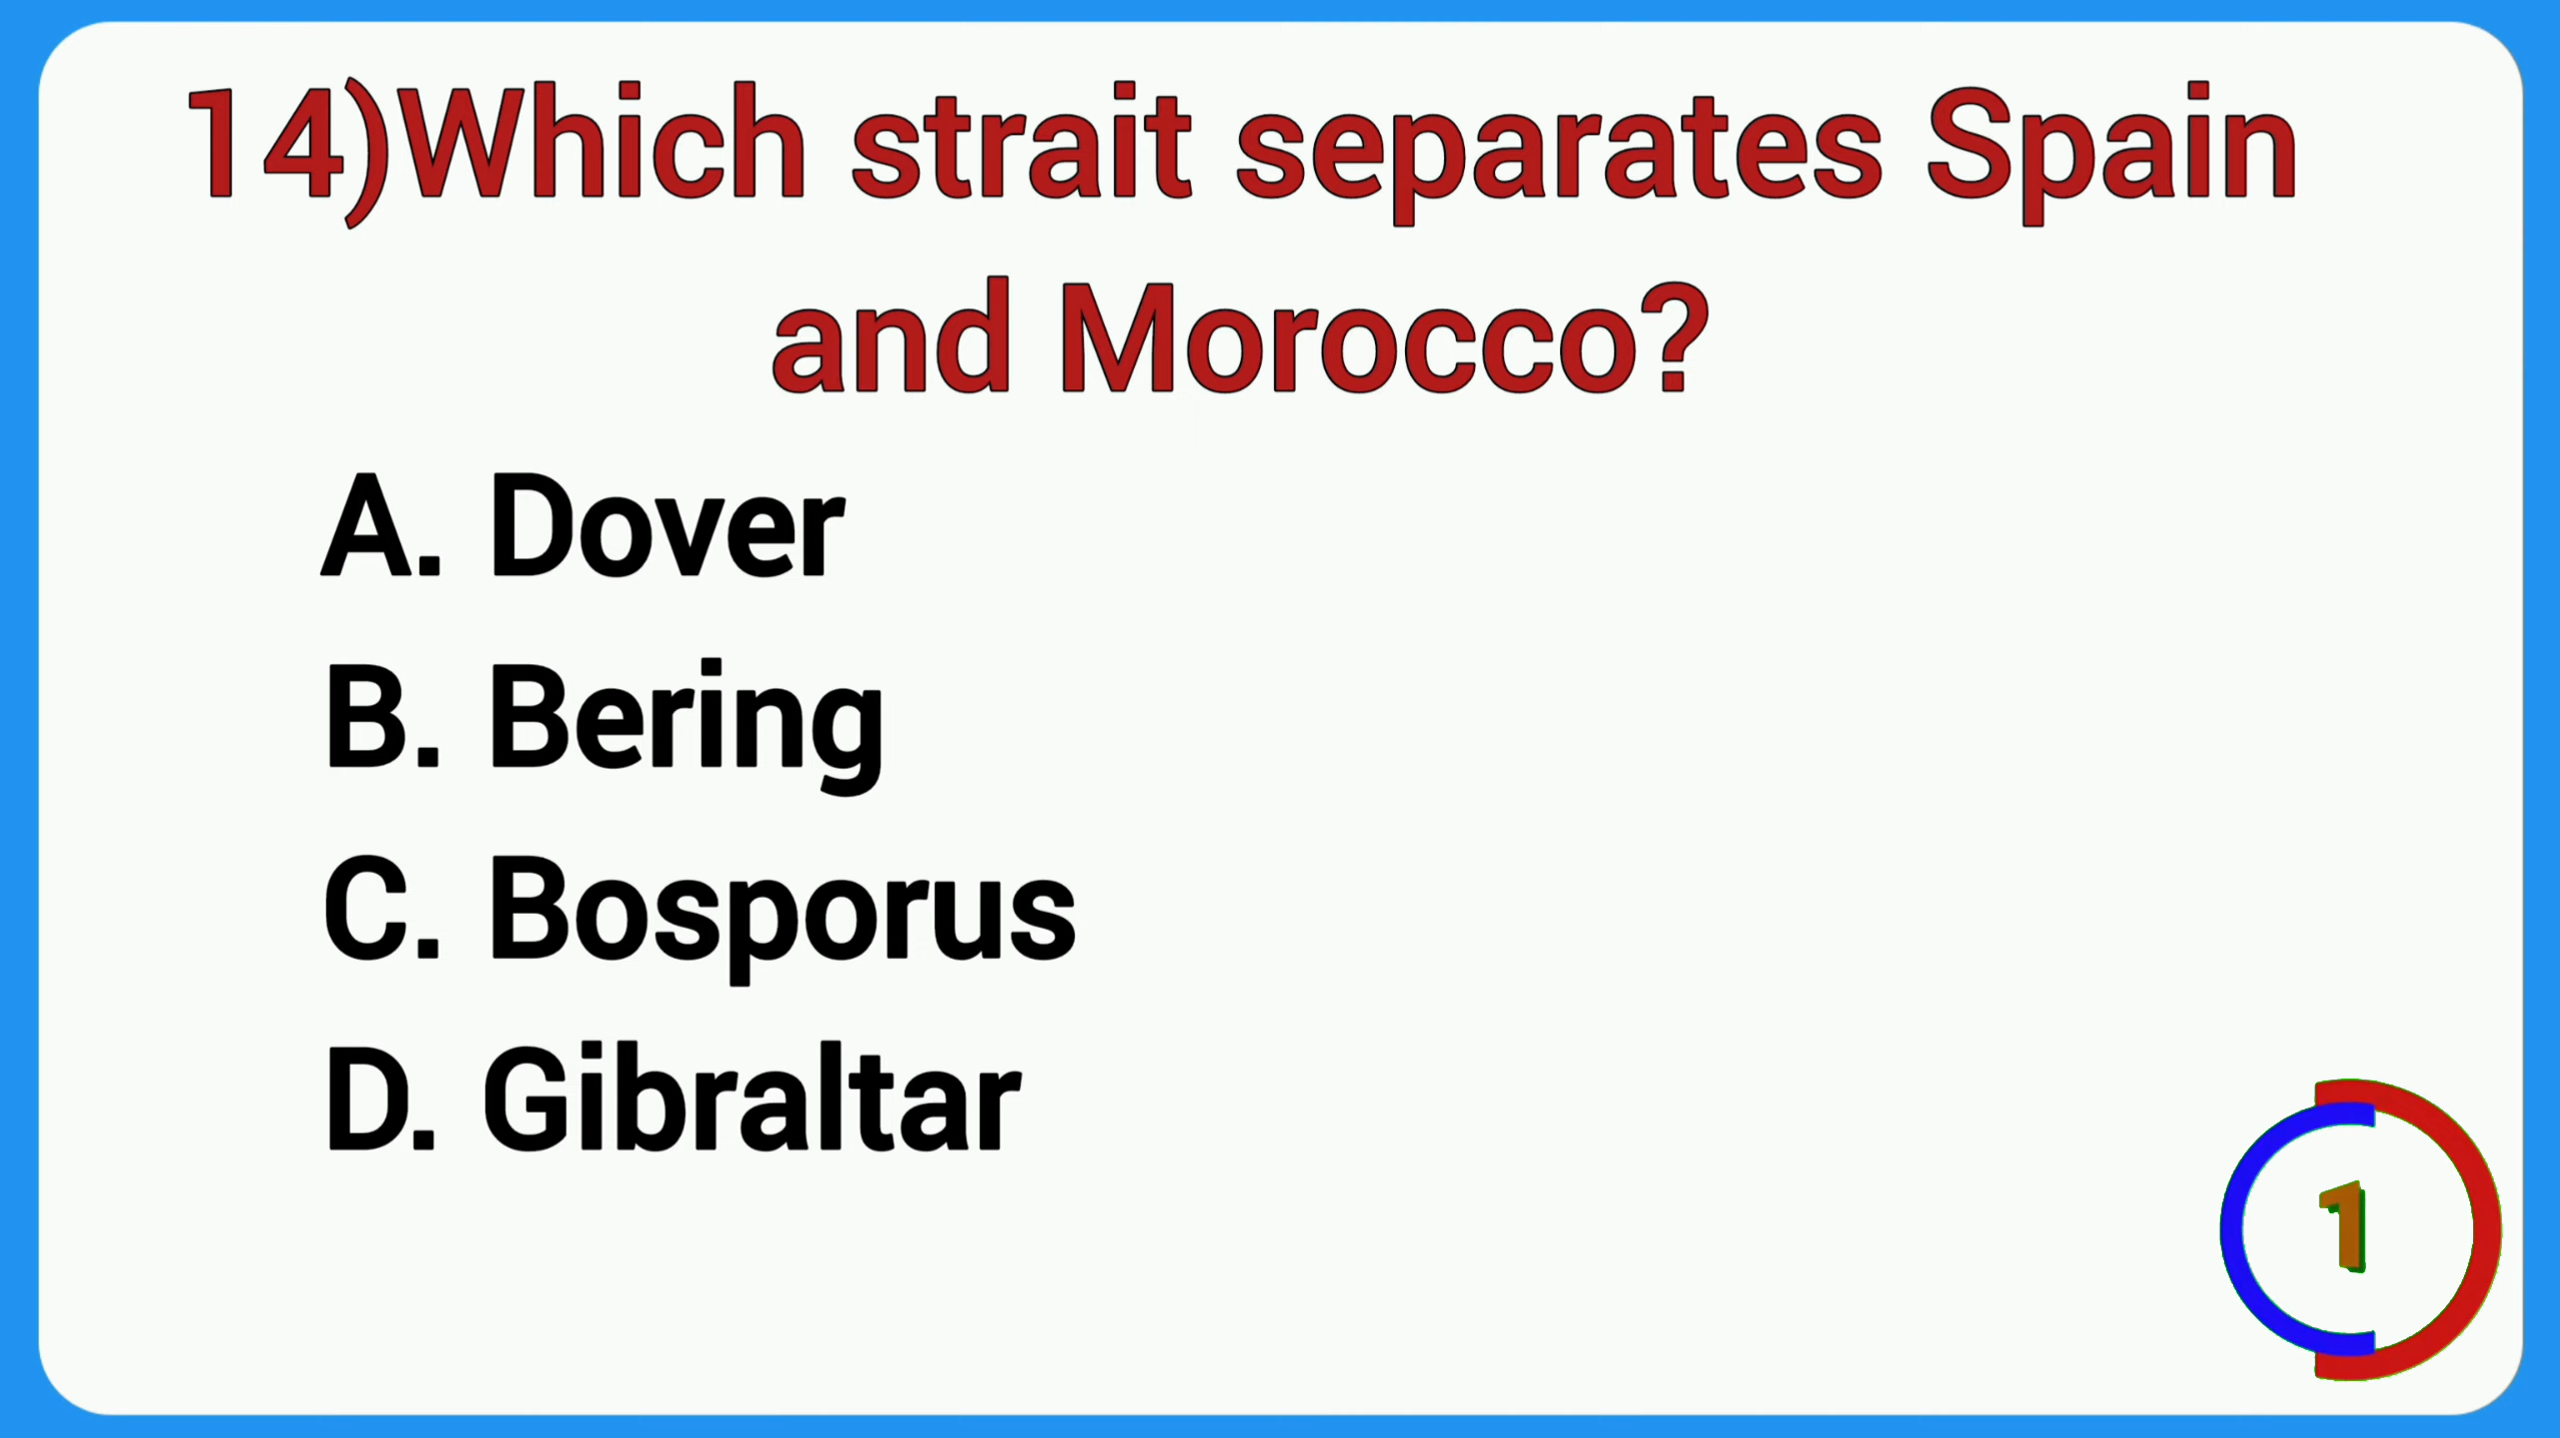 14)Which strait separates Spain
and Morocco?
A. Dover
B. Bering
C. Bosporus
D. Gibraltar
1